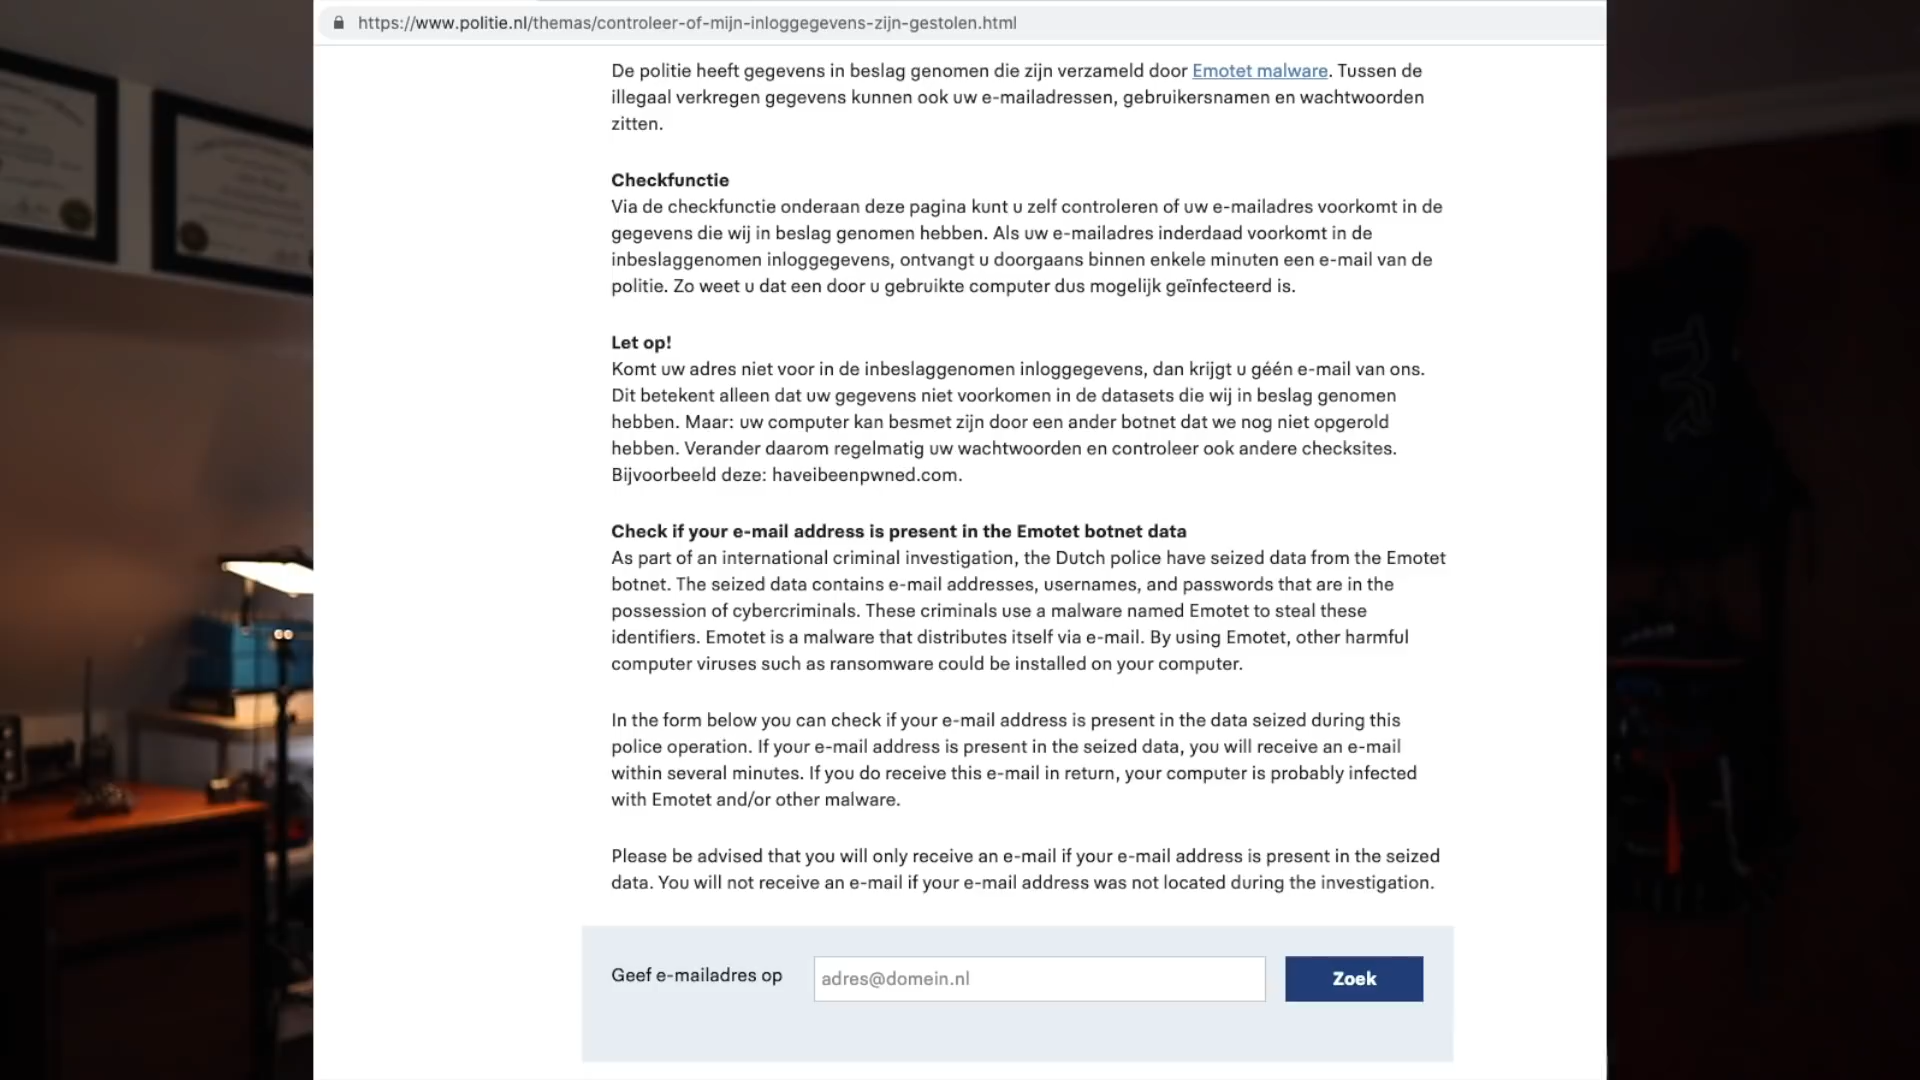 https://www.politie.nl/themas/controleer-of-mijn-inloggegevens-zijn-gestolen.html
De politie heeft gegevens in beslag genomen die zijn verzameld door Emotet malware. Tussen de
illegaal verkregen gegevens kunnen ook uw e-mailadressen, gebruikersnamen en wachtwoorden
zitten.
Checkfunctie
Via de checkfunctie onderaan deze pagina kunt u zelf controleren of uw e-mailadres voorkomt in de
gegevens die wij in beslag genomen hebben. Als uw e-mailadres inderdaad voorkomt in de
inbeslaggenomen inloggegevens, ontvangt u doorgaans binnen enkele minuten een e-mail van de
politie. Zo weet u dat een door u gebruikte computer dus mogelijk geïnfecteerd is.
Let op!
Komt uw adres niet voor in de inbeslaggenomen inloggegevens, dan krijgt u géén e-mail van ons.
Dit betekent alleen dat uw gegevens niet voorkomen in de datasets die wij in beslag genomen
hebben. Maar: uw computer kan besmet zijn door een ander botnet dat we nog niet opgerold
hebben. Verander daarom regelmatig uw wachtwoorden en controleer ook andere checksites.
Bijvoorbeeld deze: haveibeenpwned.com.
Check if your e-mail address is present in the Emotet botnet data
As part of an international criminal investigation, the Dutch police have seized data from the Emotet
botnet. The seized data contains e-mail addresses, usernames, and passwords that are in the
possession of cybercriminals. These criminals use a malware named Emotet to steal these
identifiers. Emotet is a malware that distributes itself via e-mail. By using Emotet, other harmful
computer viruses such as ransomware could be installed on your computer.
In the form below you can check if your e-mail address is present in the data seized during this
police operation. If your e-mail address is present in the seized data, you will receive an e-mail
within several minutes. If you do receive this e-mail in return, your computer is probably infected
with Emotet and/or other malware.
Please be advised that you will only receive an e-mail if your e-mail address is present in the seized
data. You will not receive an e-mail if your e-mail address was not located during the investigation.
Geef e-mailadres op
adres@domein.nl
Zoek